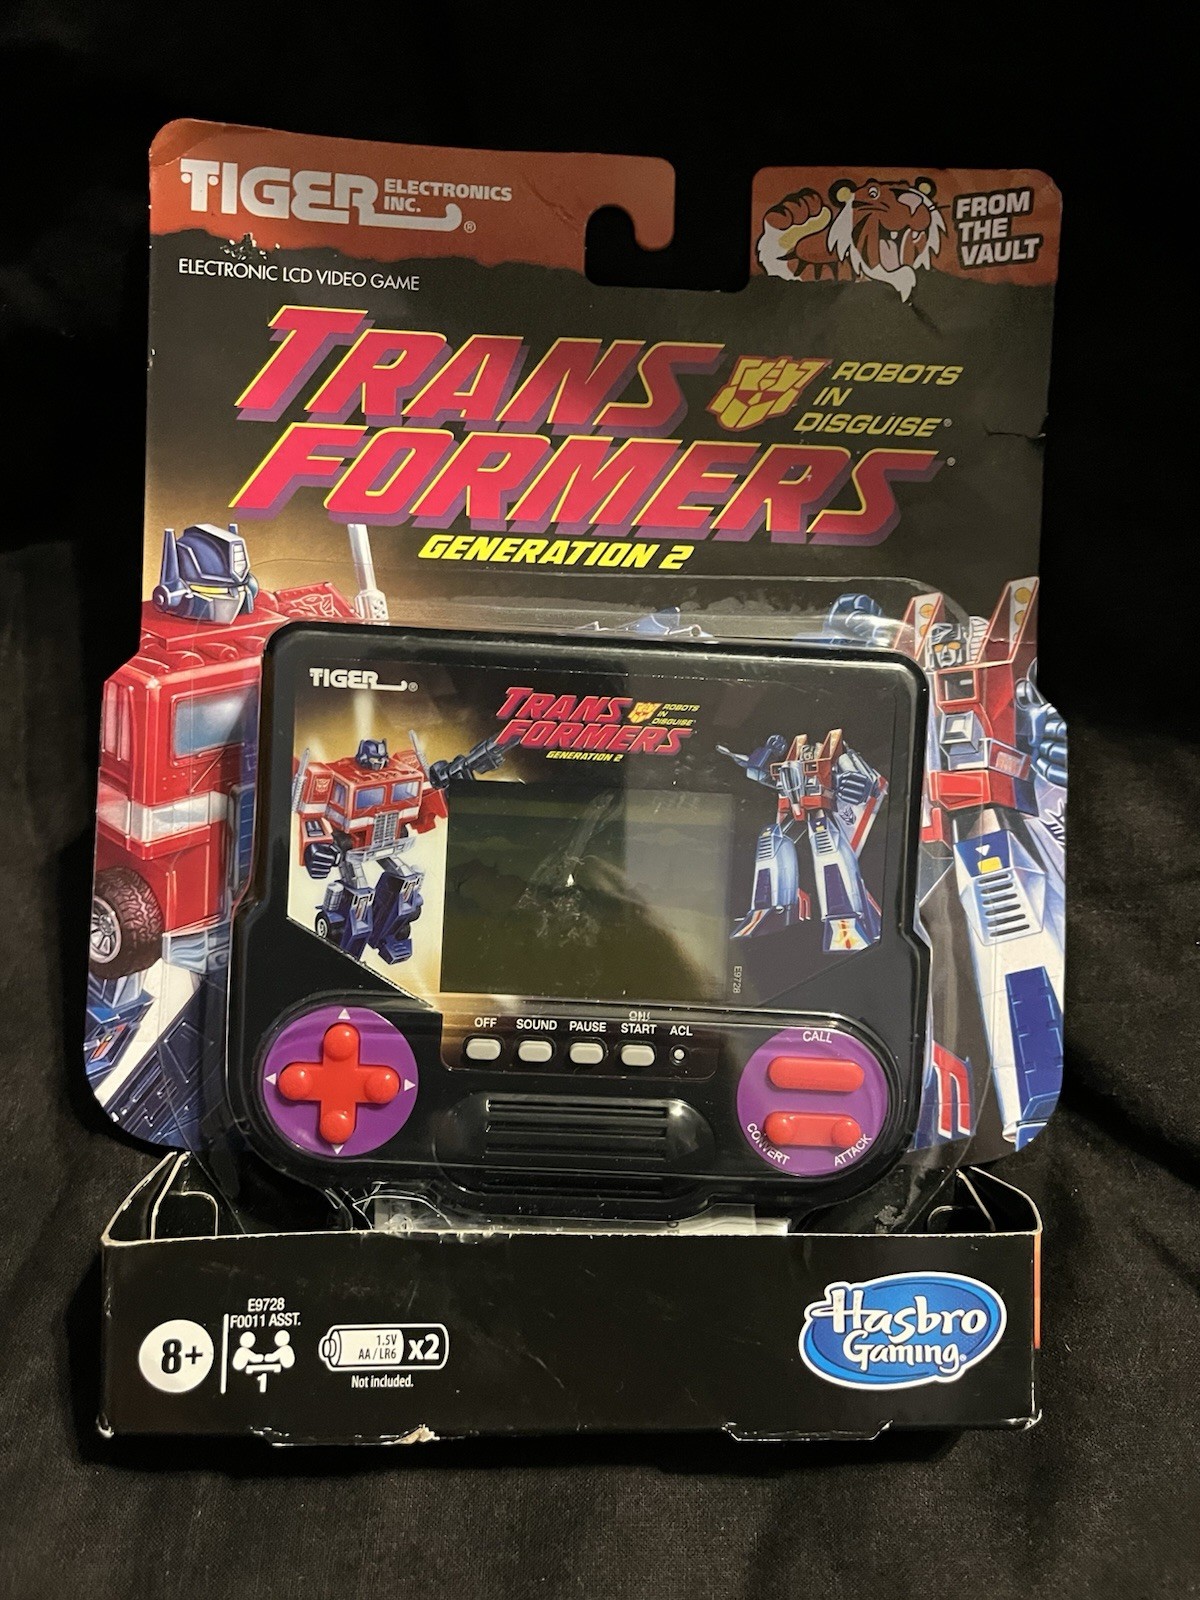 TIGER ELECTRONICS INC.®
FROM
THE
VAULT
ELECTRONIC LCD VIDEO GAME
TRANS
FORMERS®
ROBOTS
IN
DISGUISE®
GENERATION 2
TIGER®
TRANS
FORMERS
ROBOTS
IN
DISGUISE
GENERATION 2
E9728
OFF SOUND PAUSE ON/START ACL
CALL
CONVERT ATTACK
8+
E9728
F0011 ASST.
1
1.5V
AA/LR6
x2
Not included.
Hasbro
Gaming